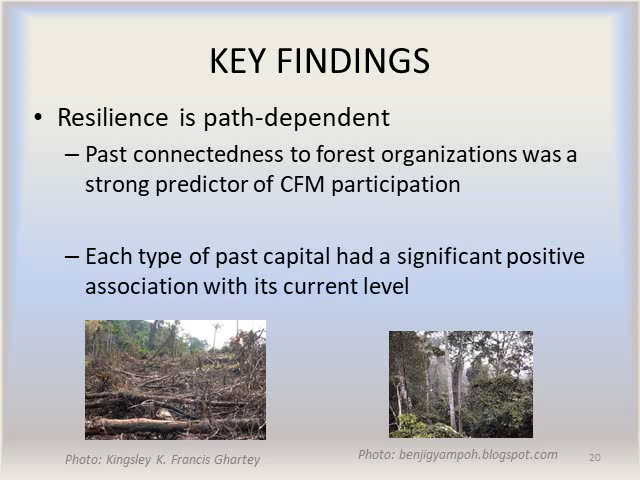 KEY FINDINGS
• Resilience is path-dependent
– Past connectedness to forest organizations was a
strong predictor of CFM participation
– Each type of past capital had a significant positive
association with its current level
Photo: Kingsley K. Francis Ghartey
Photo: benjigyampoh.blogspot.com
20